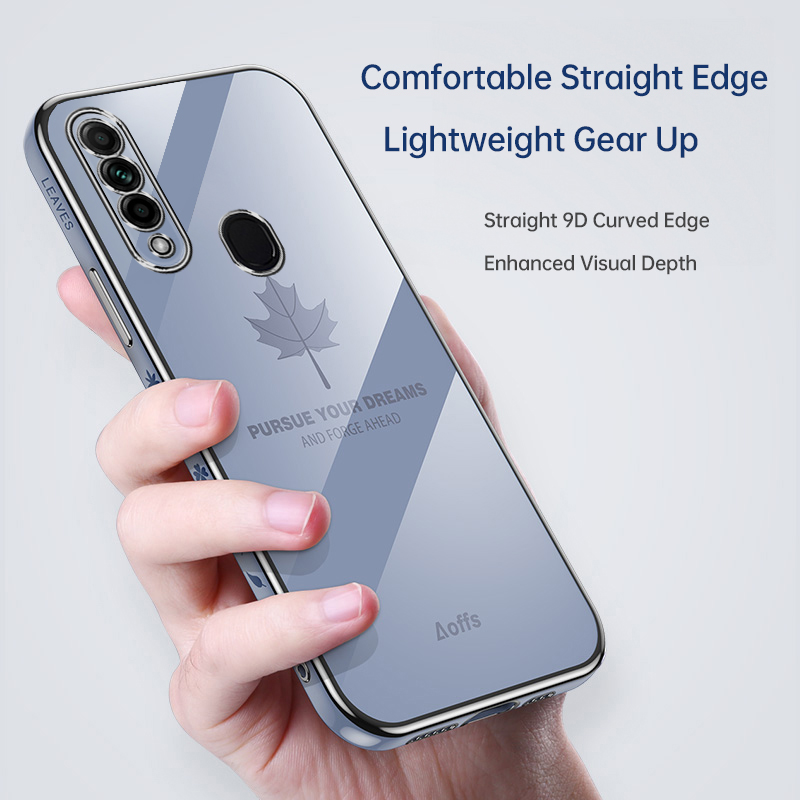 Comfortable Straight Edge
Lightweight Gear Up
Straight 9D Curved Edge
Enhanced Visual Depth
LEAVES
PURSUE YOUR DREAMS
AND FORGE AHEAD
Aoffs